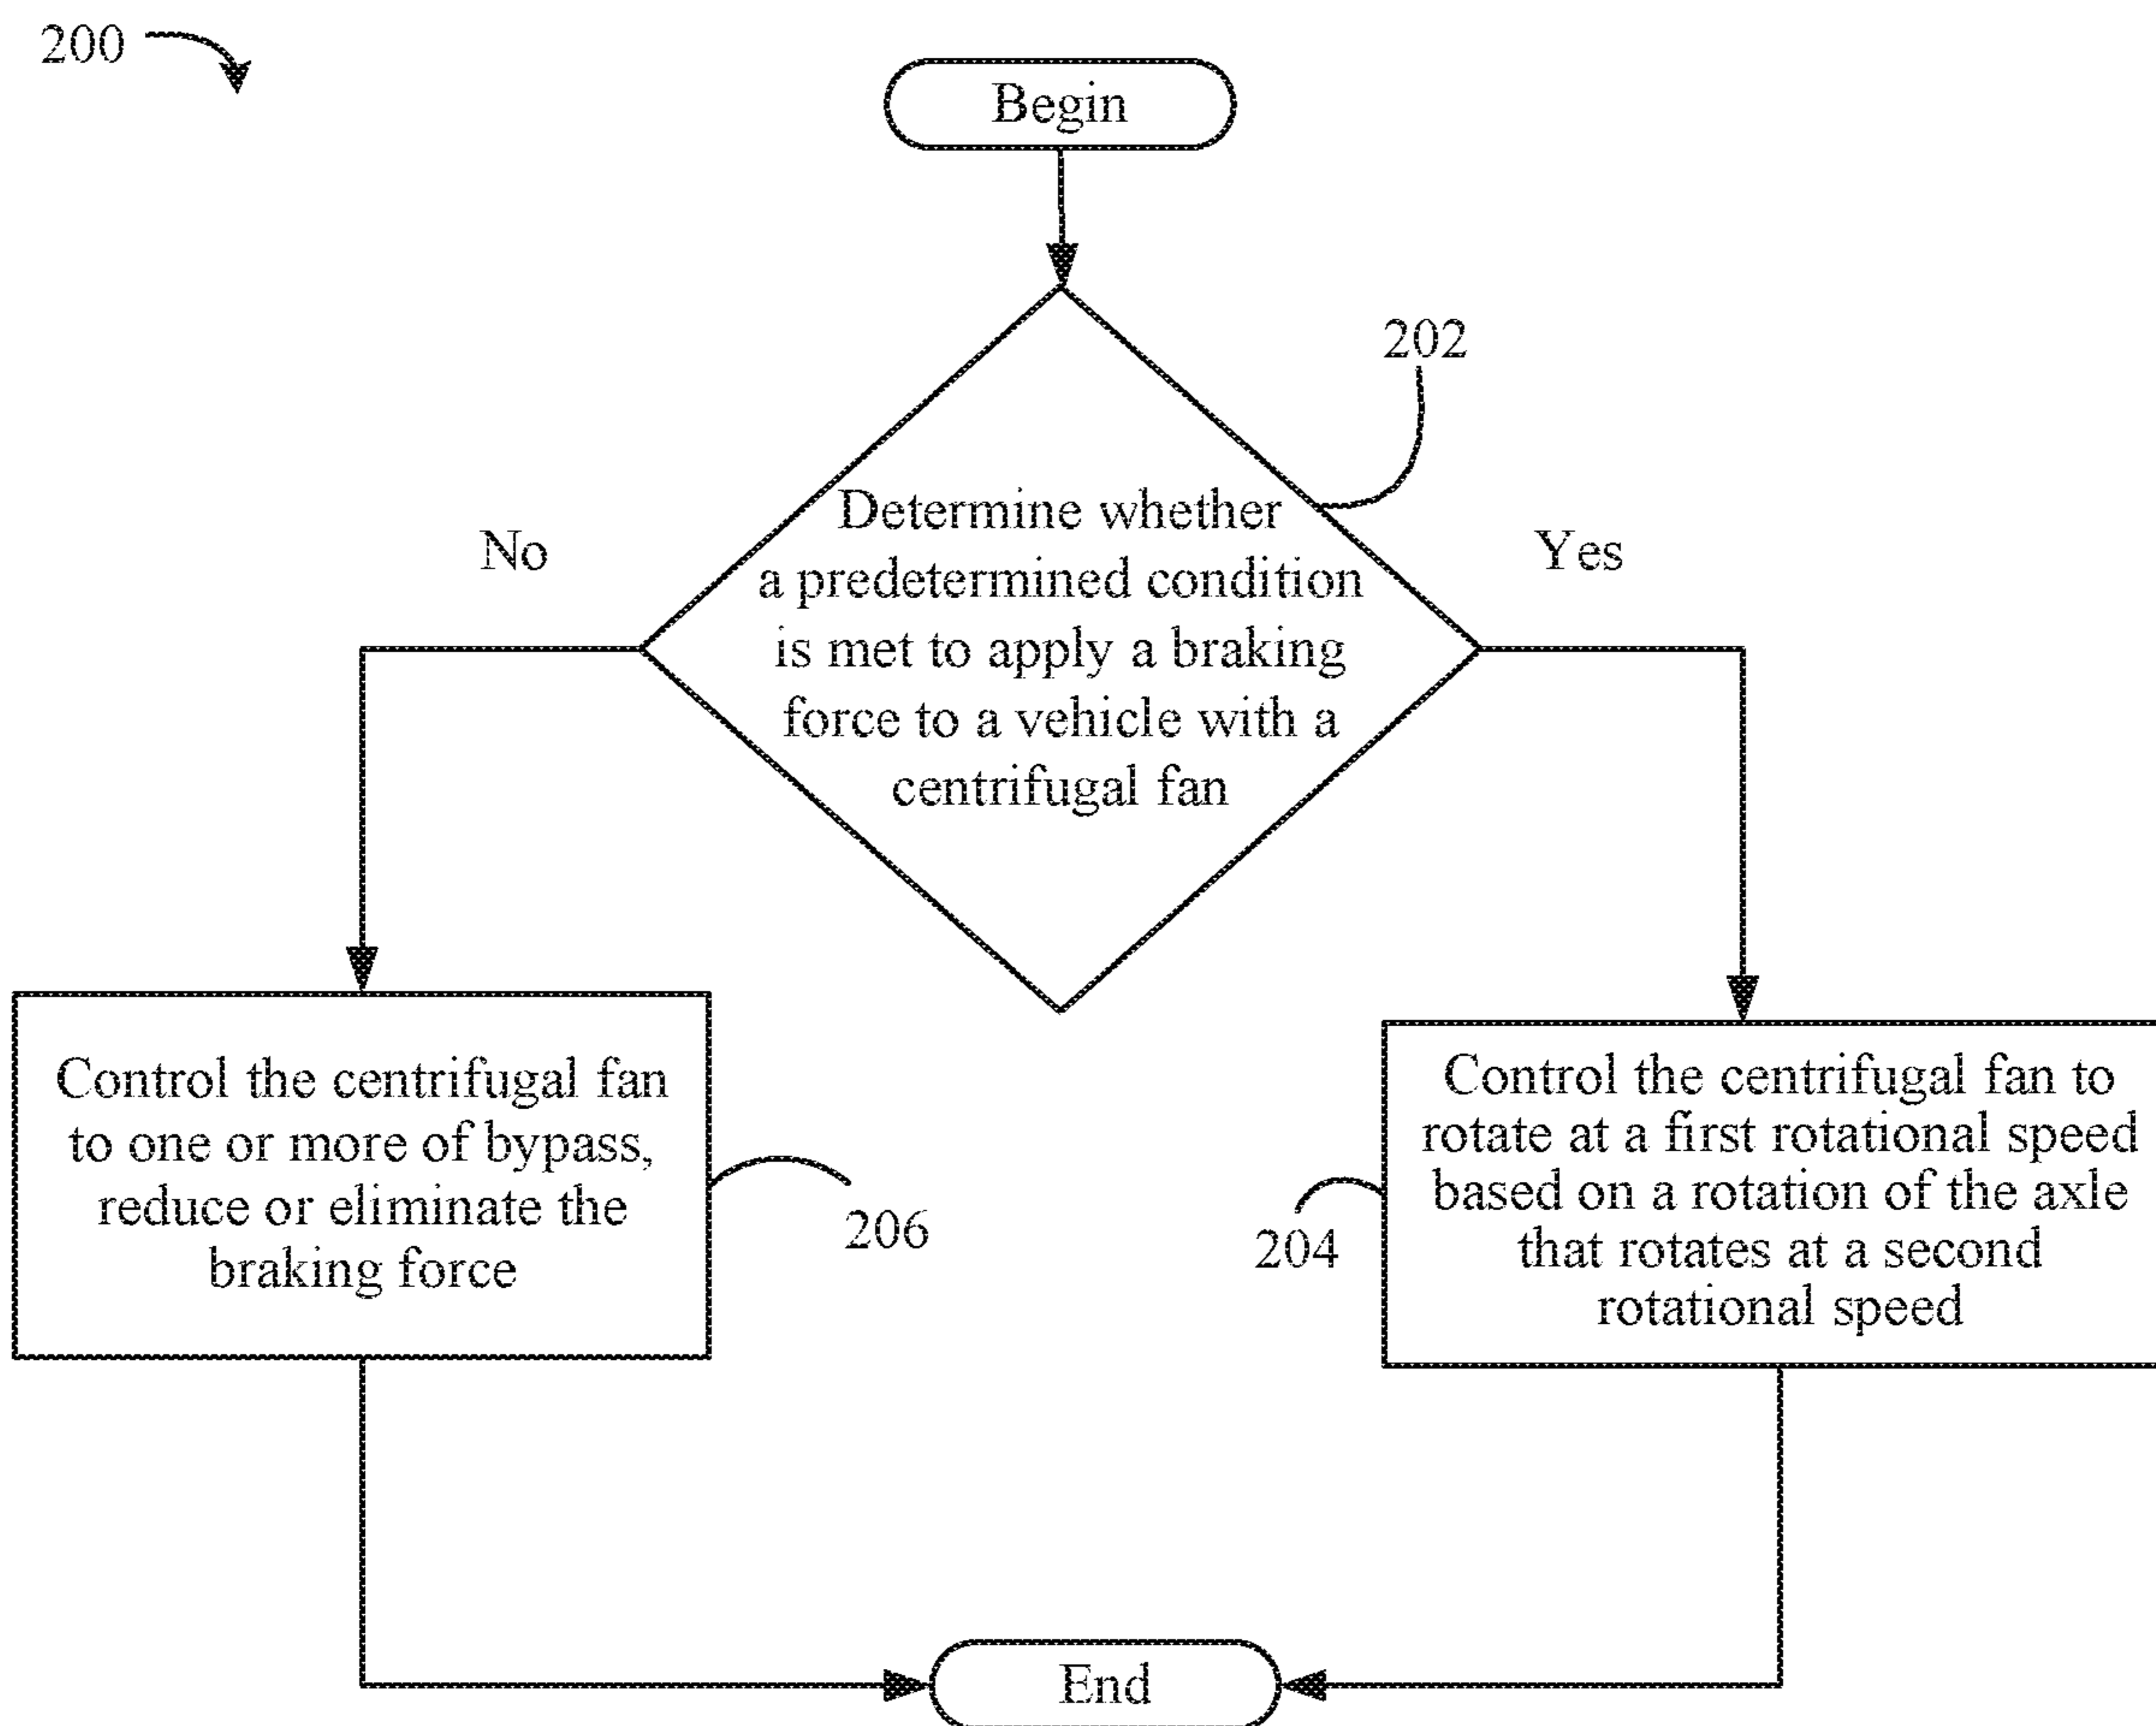 200
Begin
202
Determine whether
a predetermined condition
is met to apply a braking
force to a vehicle with a
centrifugal fan
No
Yes
Control the centrifugal fan
to one or more of bypass,
reduce or eliminate the
braking force
206
Control the centrifugal fan to
rotate at a first rotational speed
based on a rotation of the axle
that rotates at a second
rotational speed
204
End